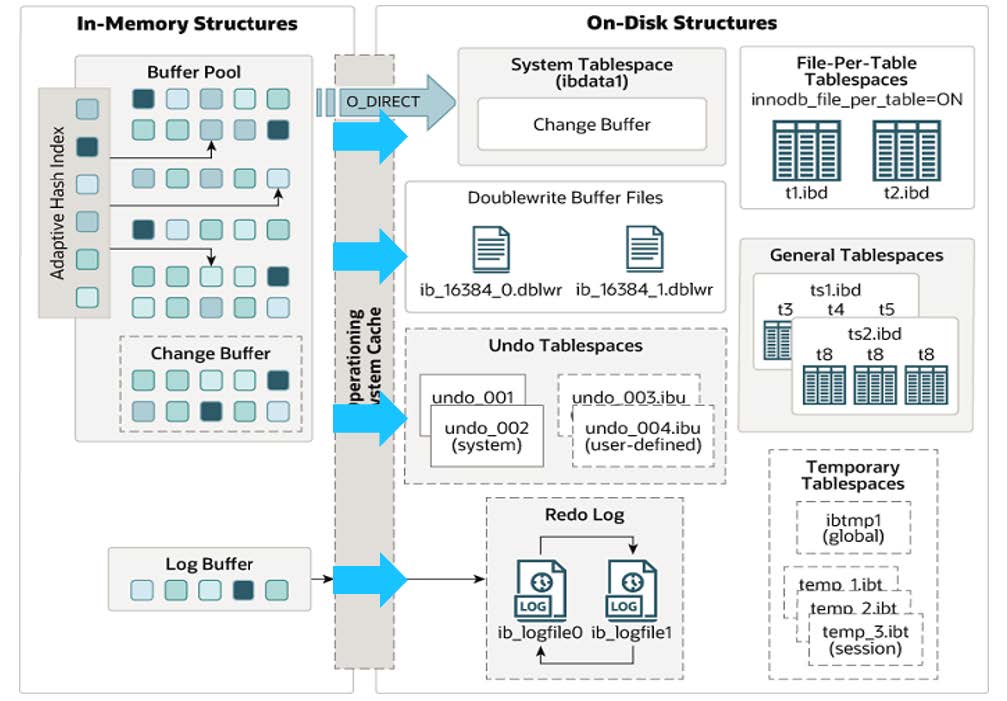 In-Memory Structures
On-Disk Structures
Buffer Pool
Adaptive Hash Index
Change Buffer
Log Buffer
O_DIRECT
System Tablespace
(ibdata1)
Change Buffer
Doublewrite Buffer Files
ib_16384_0.dblwr
ib_16384_1.dblwr
Undo Tablespaces
undo_001
undo_002
(system)
undo_003.ibu
undo_004.ibu
(user-defined)
Redo Log
LOG
LOG
ib_logfile0
ib_logfile1
File-Per-Table
Tablespaces
innodb_file_per_table=ON
t1.ibd
t2.ibd
General Tablespaces
ts1.ibd
t3
t4
t5
ts2.ibd
t8
t8
t8
Temporary
Tablespaces
ibtmp1
(global)
temp_1.ibt
temp_2.ibt
temp_3.ibt
(session)
Cache